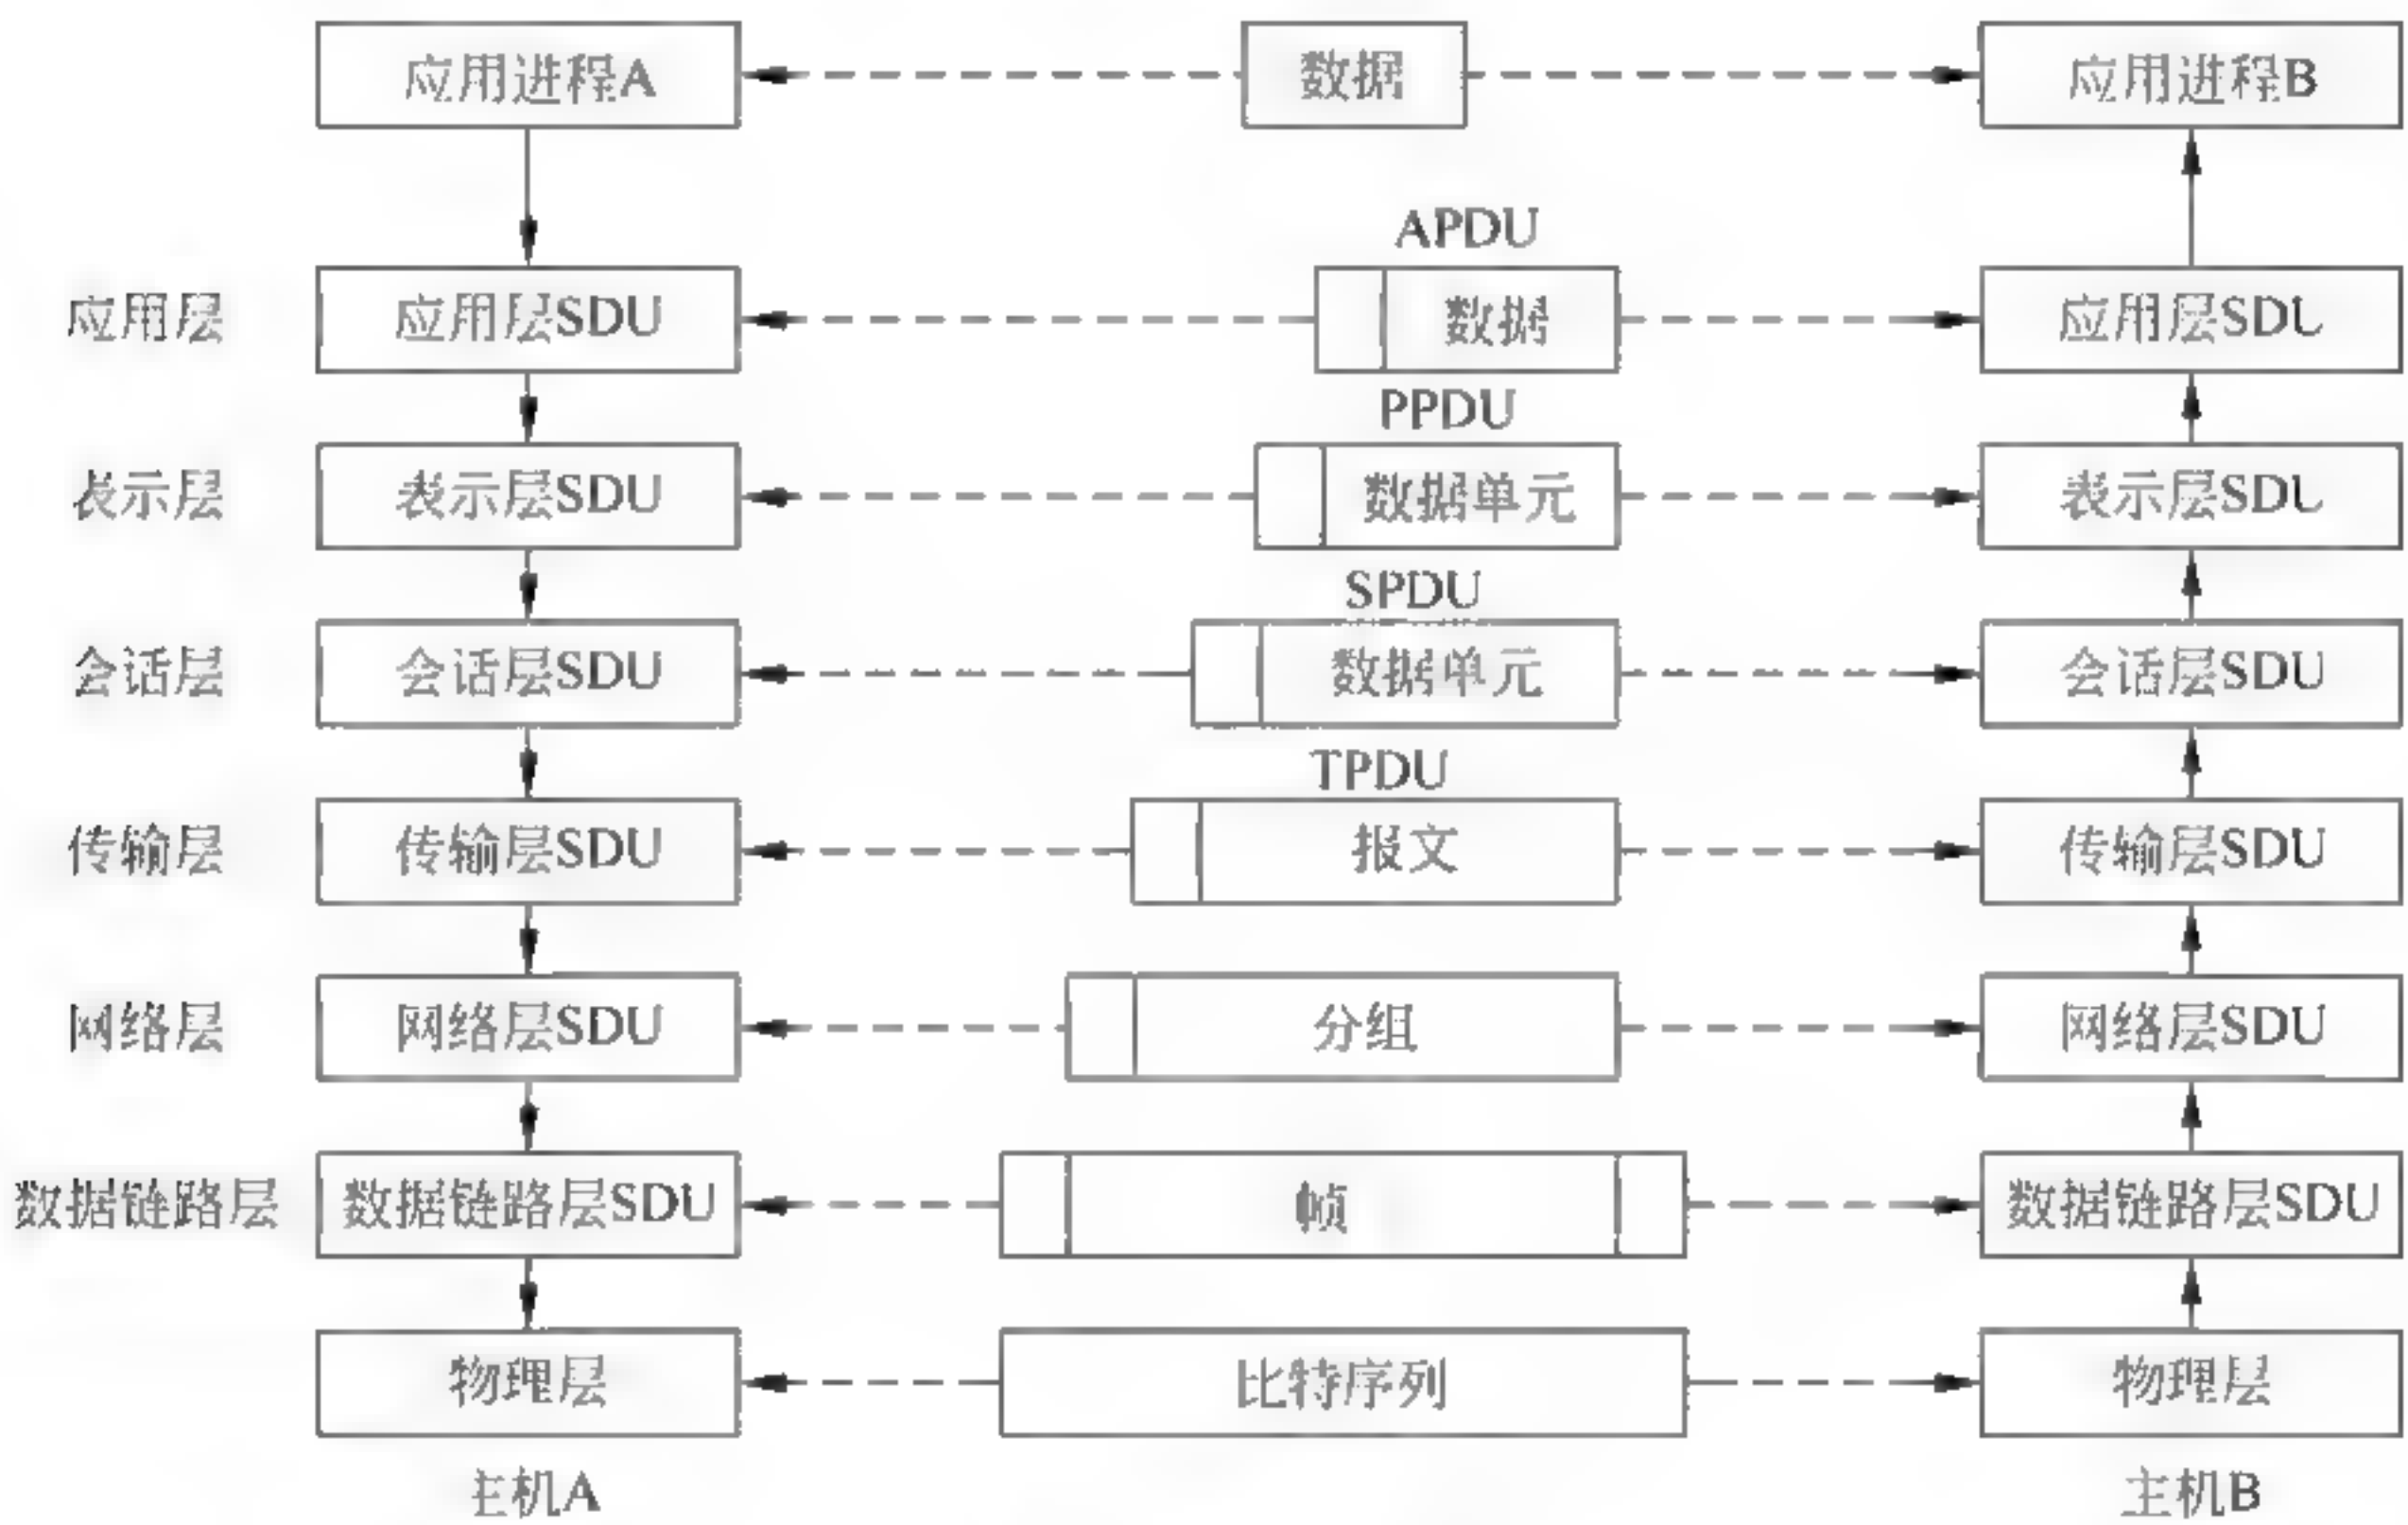 应用进程A 数据 应用进程B
APDU
应用层 应用层SDU 数据 应用层SDU
PPDU
表示层 表示层SDU 数据单元 表示层SDU
SPDU
会话层 会话层SDU 数据单元 会话层SDU
TPDU
传输层 传输层SDU 报文 传输层SDU
网络层 网络层SDU 分组 网络层SDU
数据链路层 数据链路层SDU 帧 数据链路层SDU
物理层 比特序列 物理层
主机A 主机B